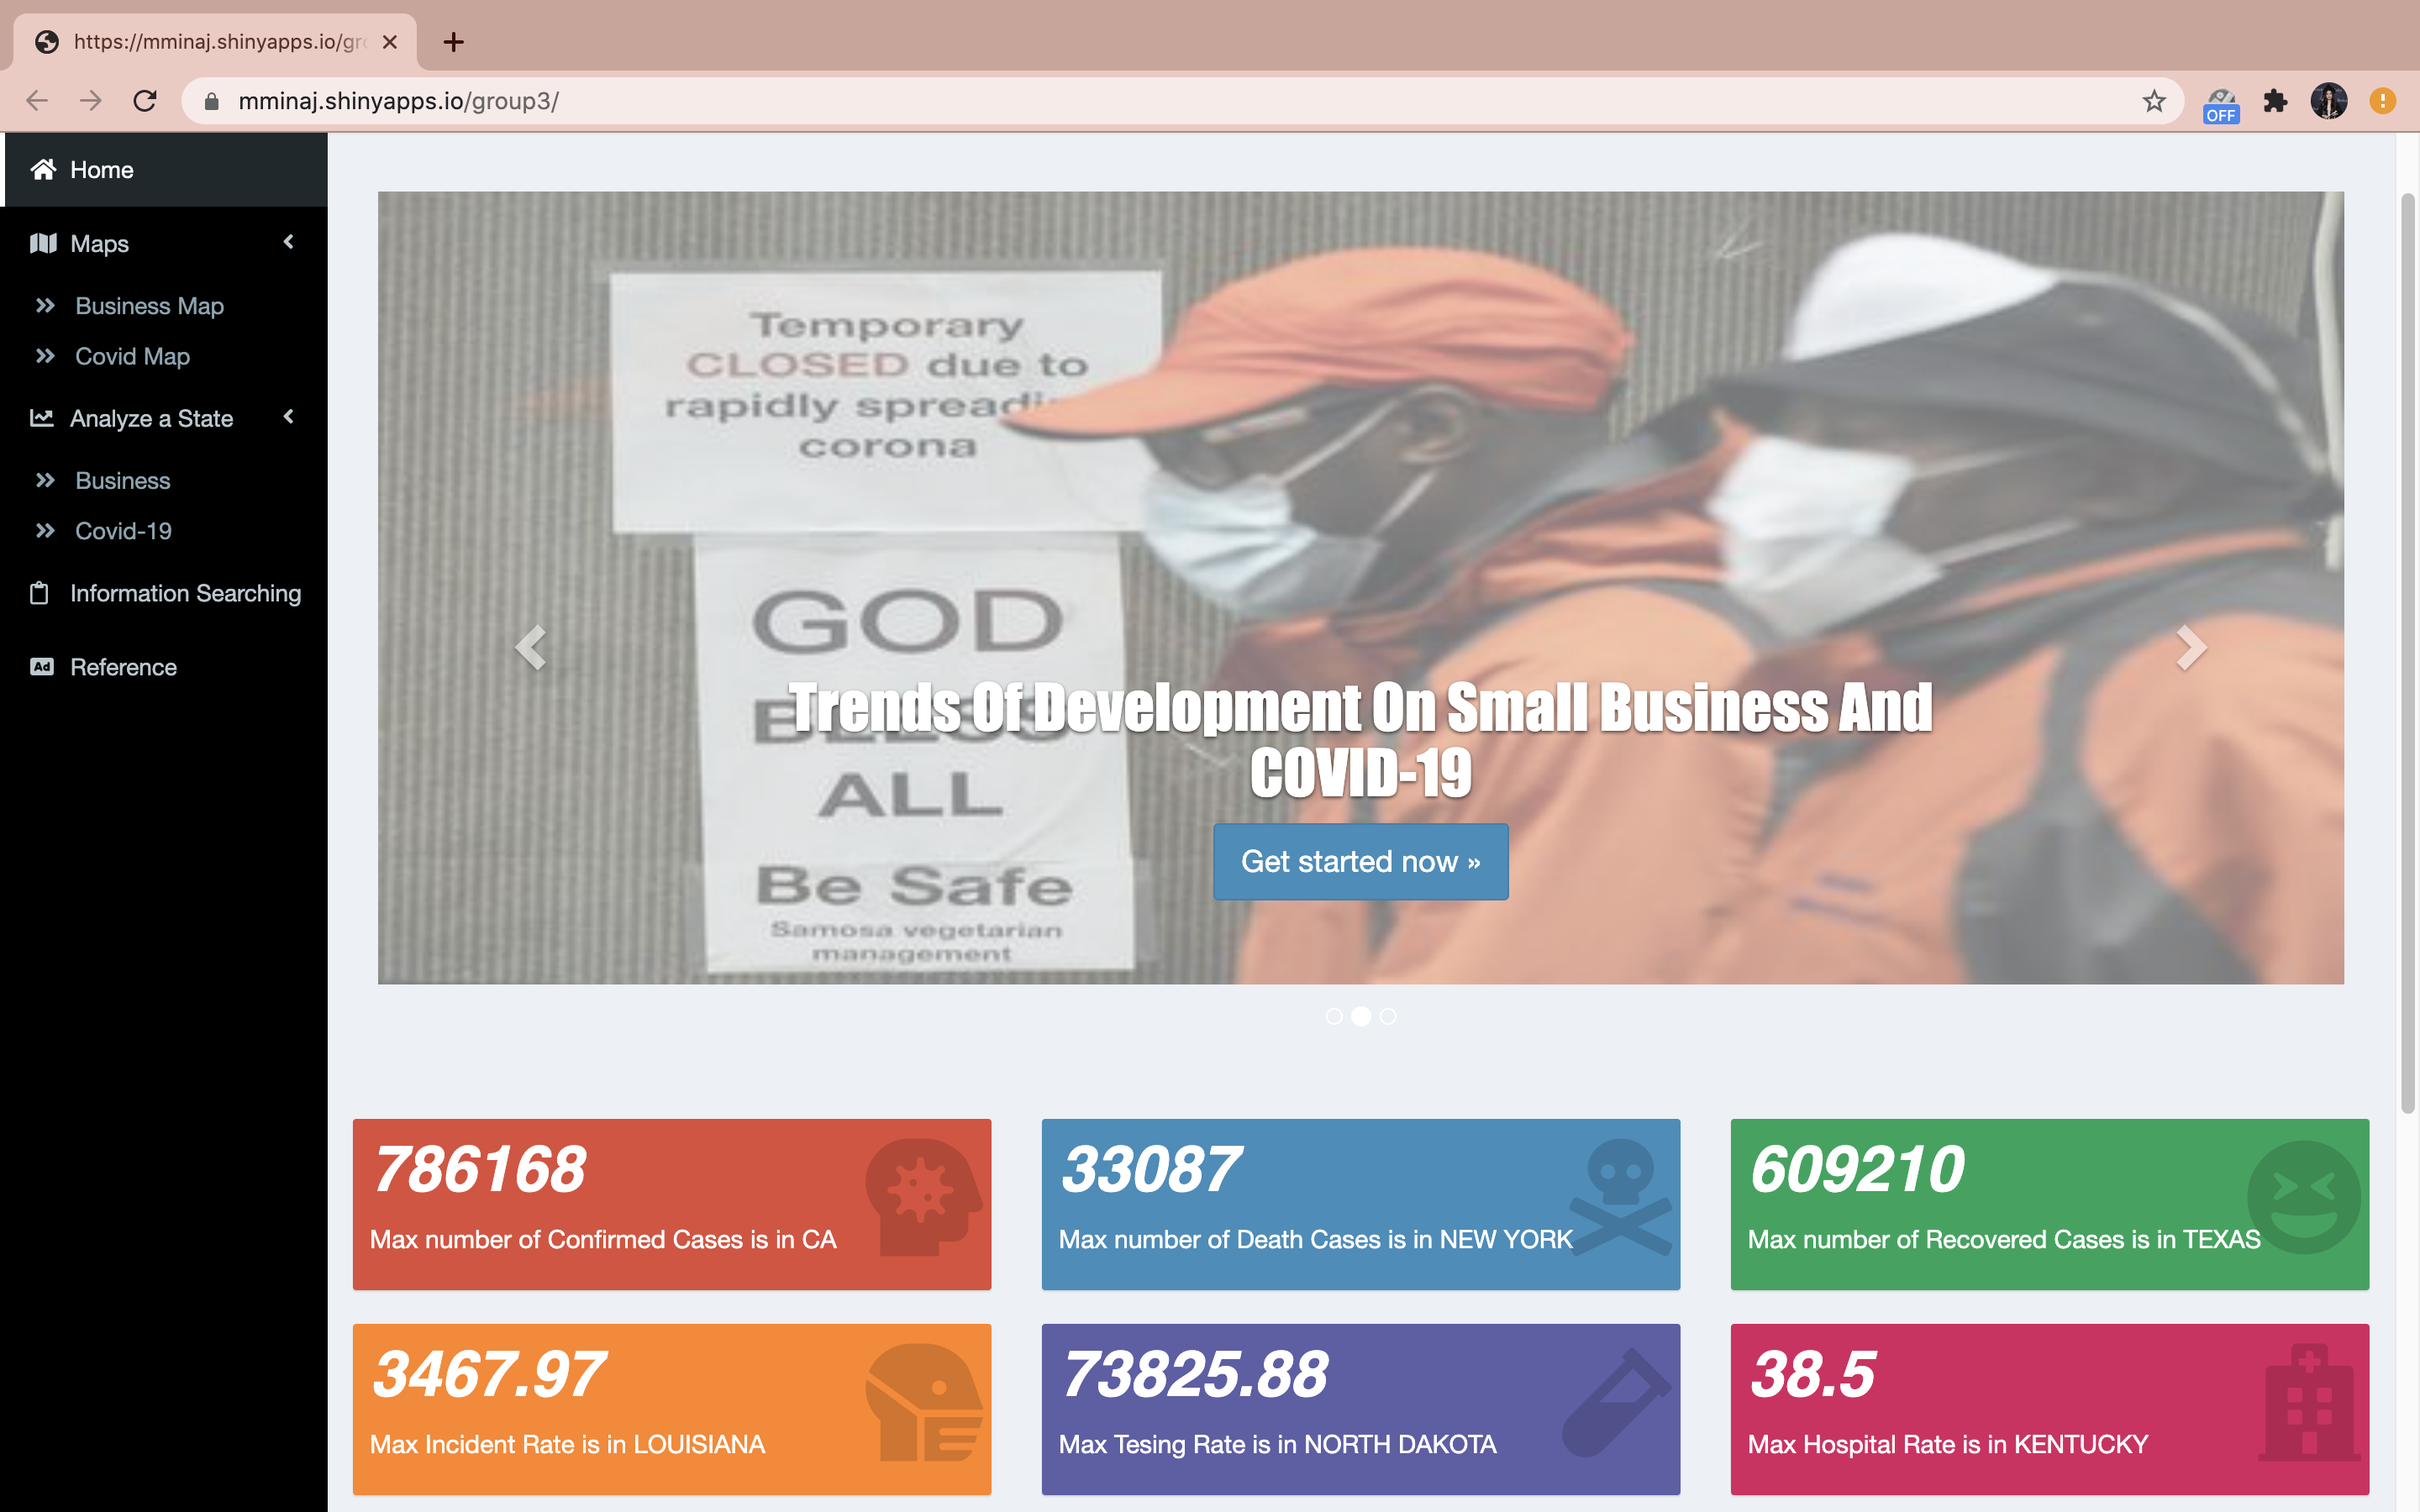 https://mminaj.shinyapps.io/gr
mminaj.shinyapps.io/group3/
OFF
Home
Maps
Business Map
Covid Map
Analyze a State
Business
Covid-19
Information Searching
Ad
Reference
Temporary
CLOSED due to
rapidly spreadi
corona
GOD
BLESS
ALL
Be Safe
Samosa vegetarian
management
Trends Of Development On Small Business And
COVID-19
Get started now »
786168
Max number of Confirmed Cases is in CA
33087
Max number of Death Cases is in NEW YORK
609210
Max number of Recovered Cases is in TEXAS
3467.97
Max Incident Rate is in LOUISIANA
73825.88
Max Tesing Rate is in NORTH DAKOTA
38.5
Max Hospital Rate is in KENTUCKY